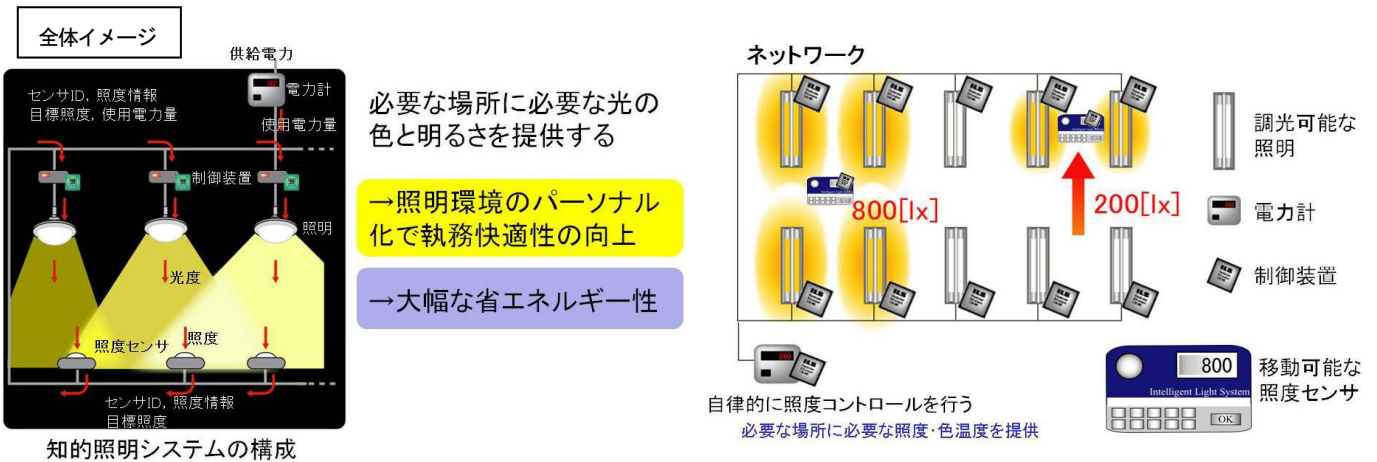 全体イメージ
供給電力
電力計
センサID, 照度情報
目標照度, 使用電力量
使用電力量
制御装置
照明
光度
照度センサ
照度
センサID, 照度情報
目標照度
知的照明システムの構成
必要な場所に必要な光の
色と明るさを提供する
→照明環境のパーソナル
化で執務快適性の向上
→大幅な省エネルギー性
ネットワーク
800[lx]
200[lx]
自律的に照度コントロールを行う
必要な場所に必要な照度・色温度を提供
調光可能な
照明
電力計
制御装置
800
Intelligent Light System
OK
移動可能な
照度センサ